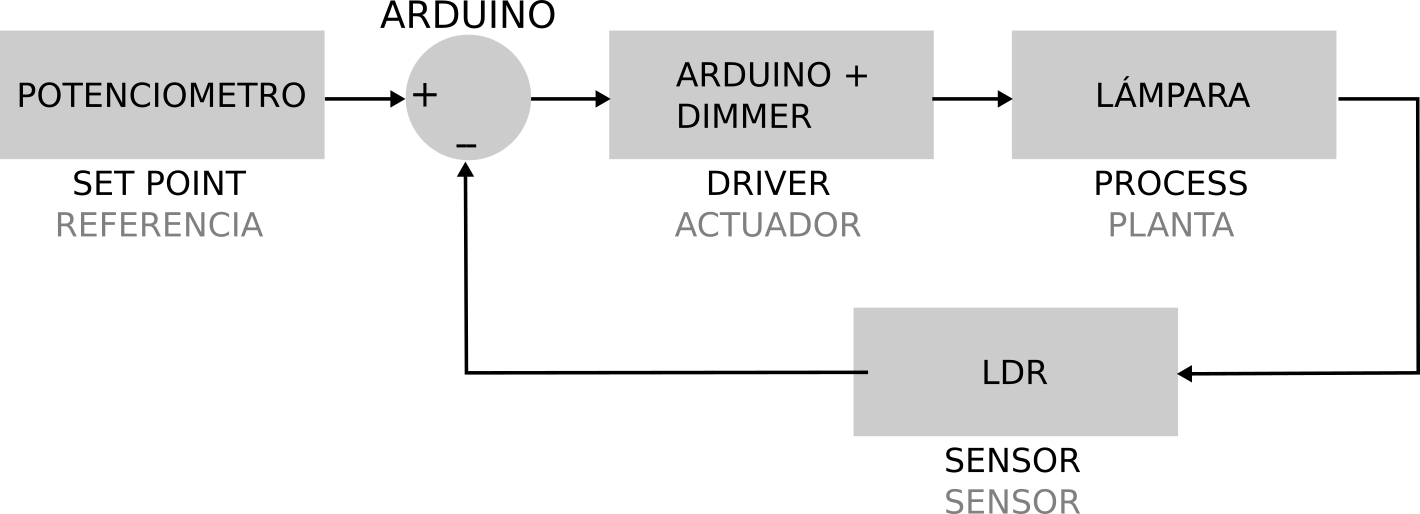 ARDUINO
POTENCIOMETRO
+
–
ARDUINO +
DIMMER
LÁMPARA
SET POINT
REFERENCIA
DRIVER
ACTUADOR
PROCESS
PLANTA
LDR
SENSOR
SENSOR